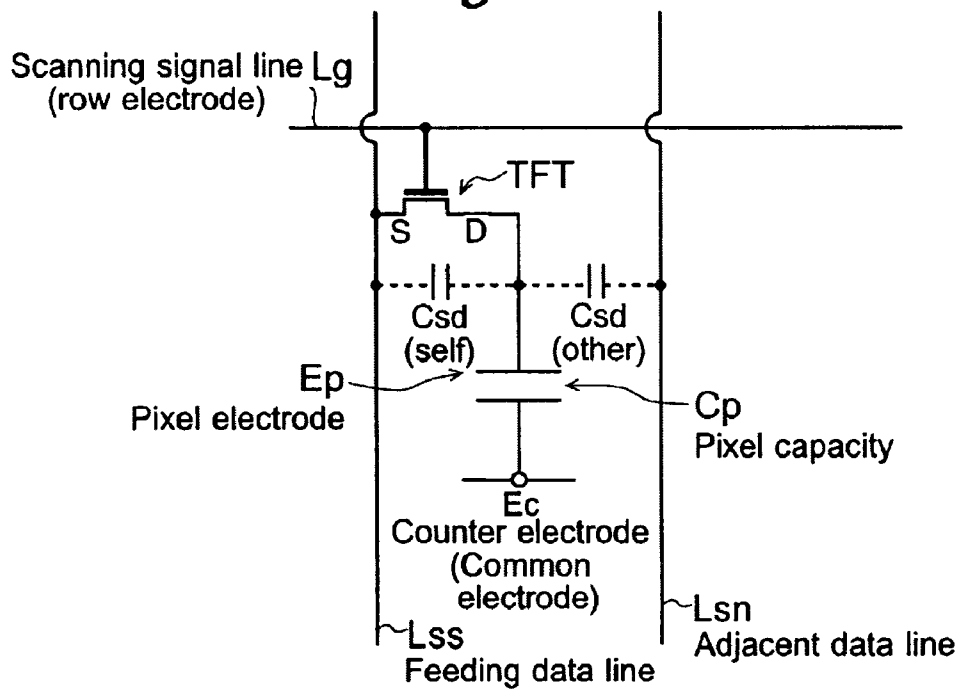 Scanning signal line Lg
(row electrode)
TFT
S D
Csd
(self)
Csd
(other)
Ep
Pixel electrode
Cp
Pixel capacity
Ec
Counter electrode
(Common
electrode)
Lss
Feeding data line
Lsn
Adjacent data line